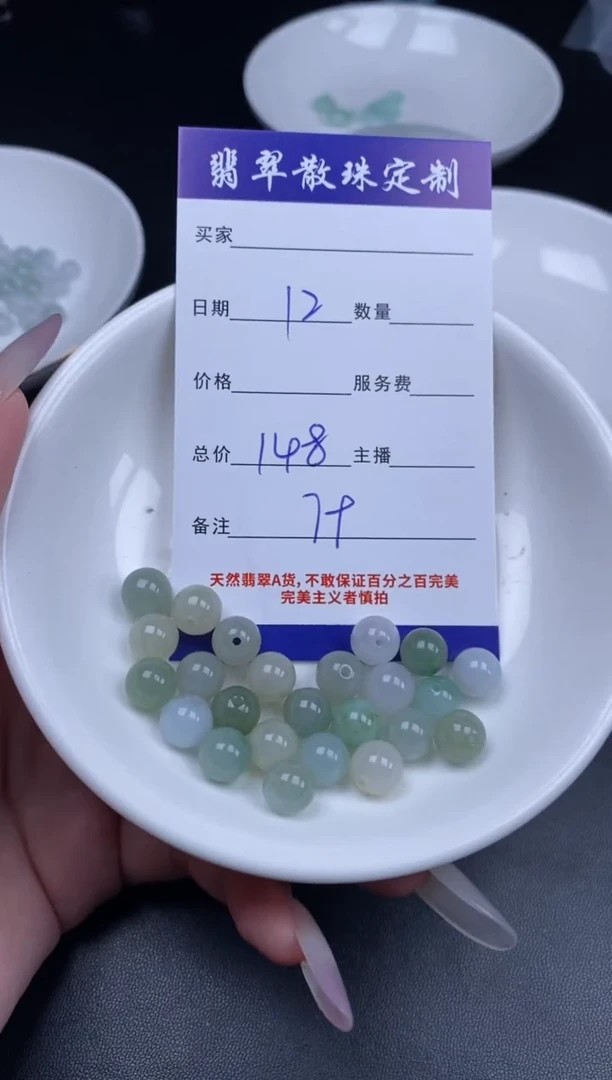 翡翠散珠定制
买家
日期 12 数量
价格 服务费
总价 148 主播
备注
天然翡翠A货,不敢保证百分之百完美
完美主义者慎拍